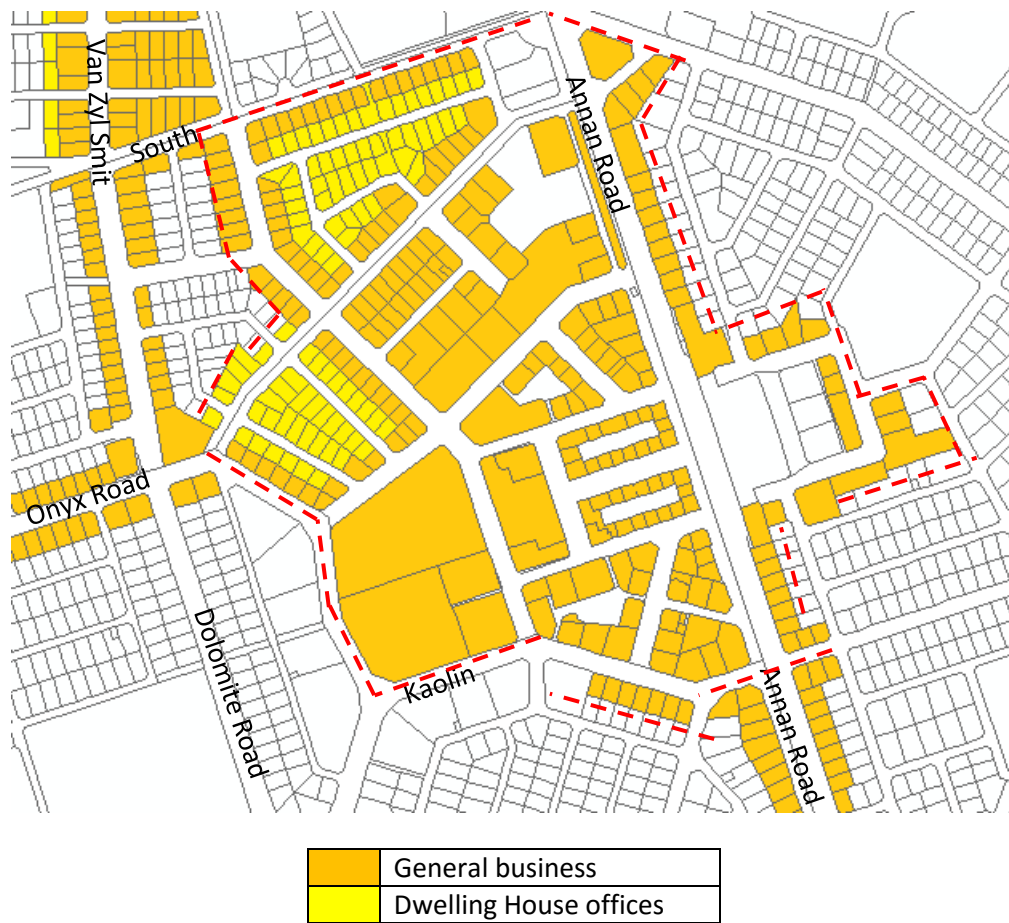 Van Zyl Smit
South
Annan Road
Onyx Road
Dolomite Road
Kaolin
Annan Road
General business
Dwelling House offices